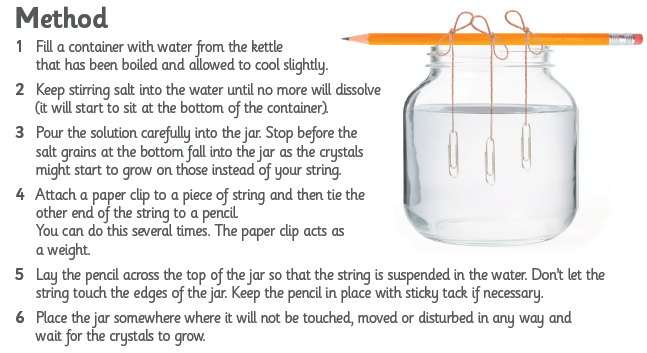 Method
1 Fill a container with water from the kettle
that has been boiled and allowed to cool slightly.
2 Keep stirring salt into the water until no more will dissolve
(it will start to sit at the bottom of the container).
3 Pour the solution carefully into the jar. Stop before the
salt grains at the bottom fall into the jar as the crystals
might start to grow on those instead of your string.
4 Attach a paper clip to a piece of string and then tie the
other end of the string to a pencil.
You can do this several times. The paper clip acts as
a weight.
5 Lay the pencil across the top of the jar so that the string is suspended in the water. Don't let the
string touch the edges of the jar. Keep the pencil in place with sticky tack if necessary.
6 Place the jar somewhere where it will not be touched, moved or disturbed in any way and
wait for the crystals to grow.